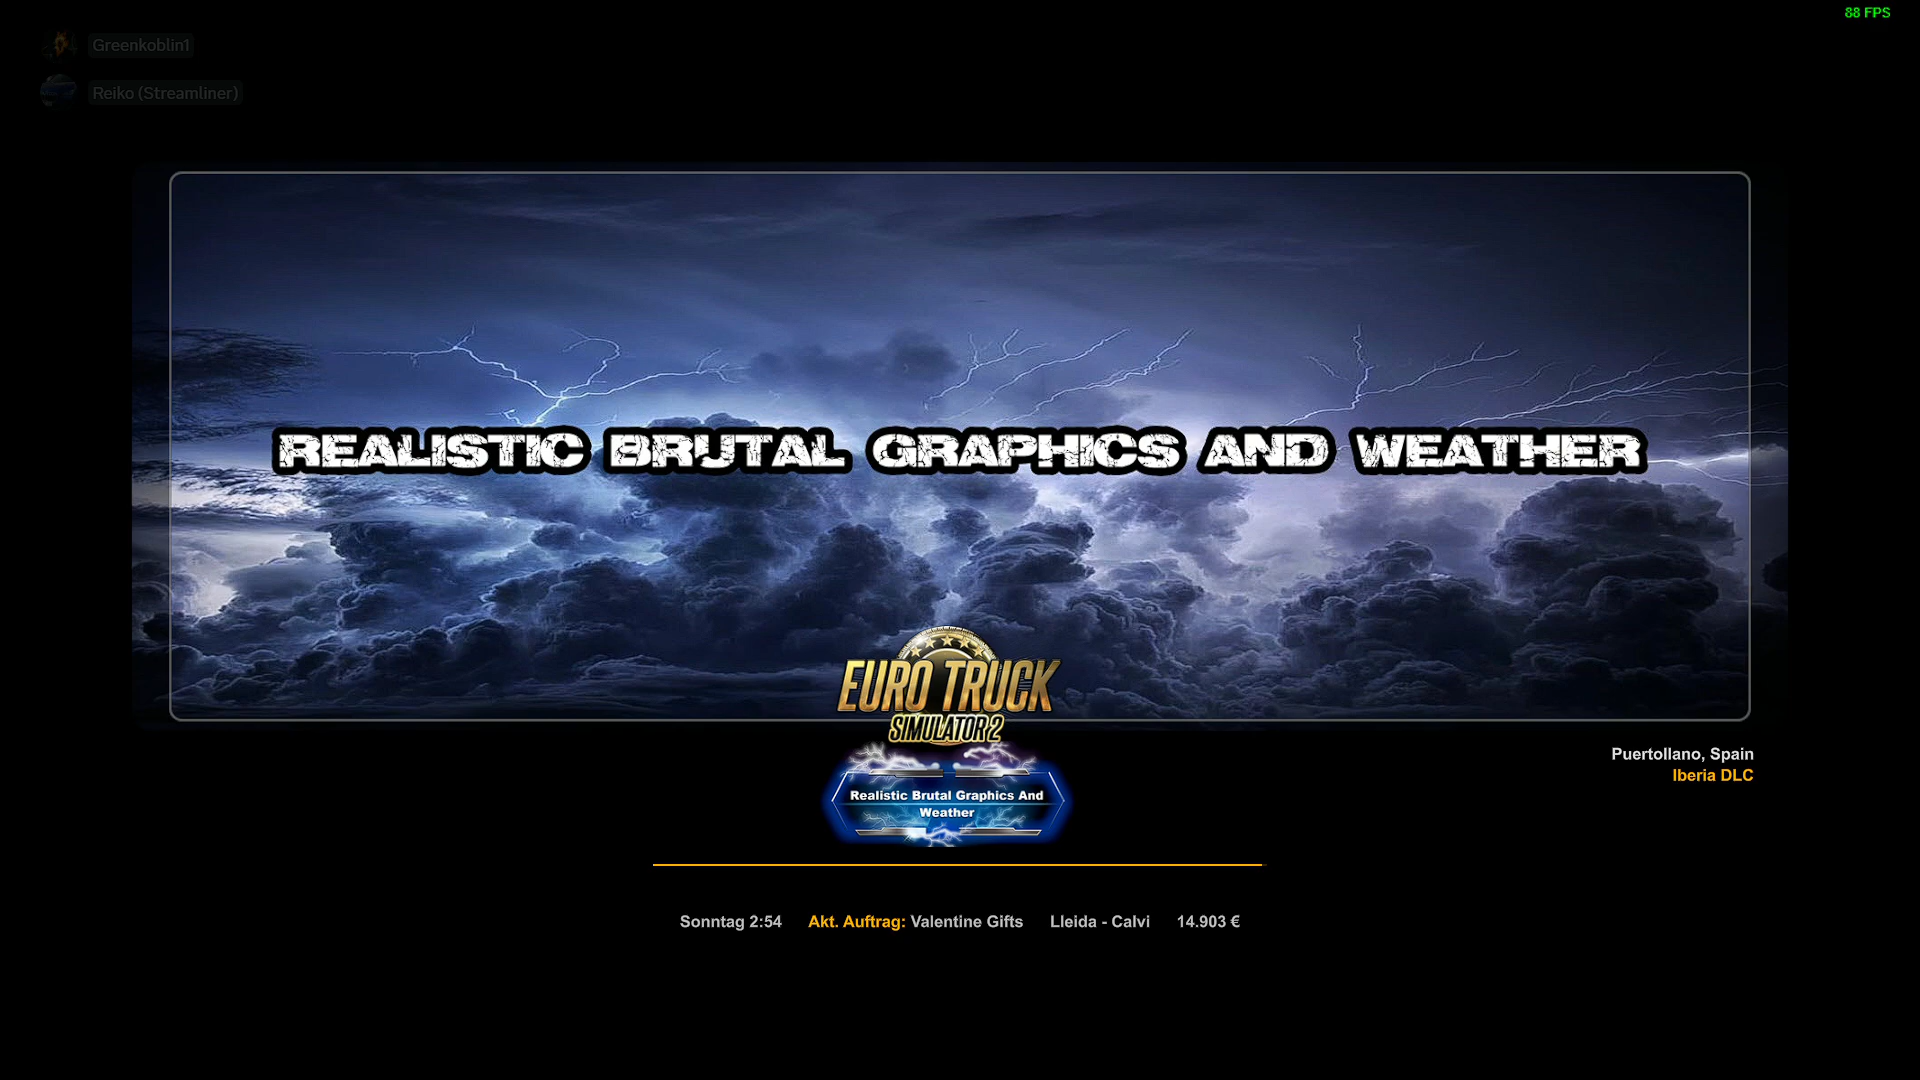 88 FPS
Greenkoblin1
Reiko (Streamliner)
REALISTIC BRUTAL GRAPHICS AND WEATHER
EURO TRUCK
SIMULATOR 2
Realistic Brutal Graphics And
Weather
Puertollano, Spain
Iberia DLC
Sonntag 2:54 Akt. Auftrag: Valentine Gifts Lleida - Calvi 14.903 €